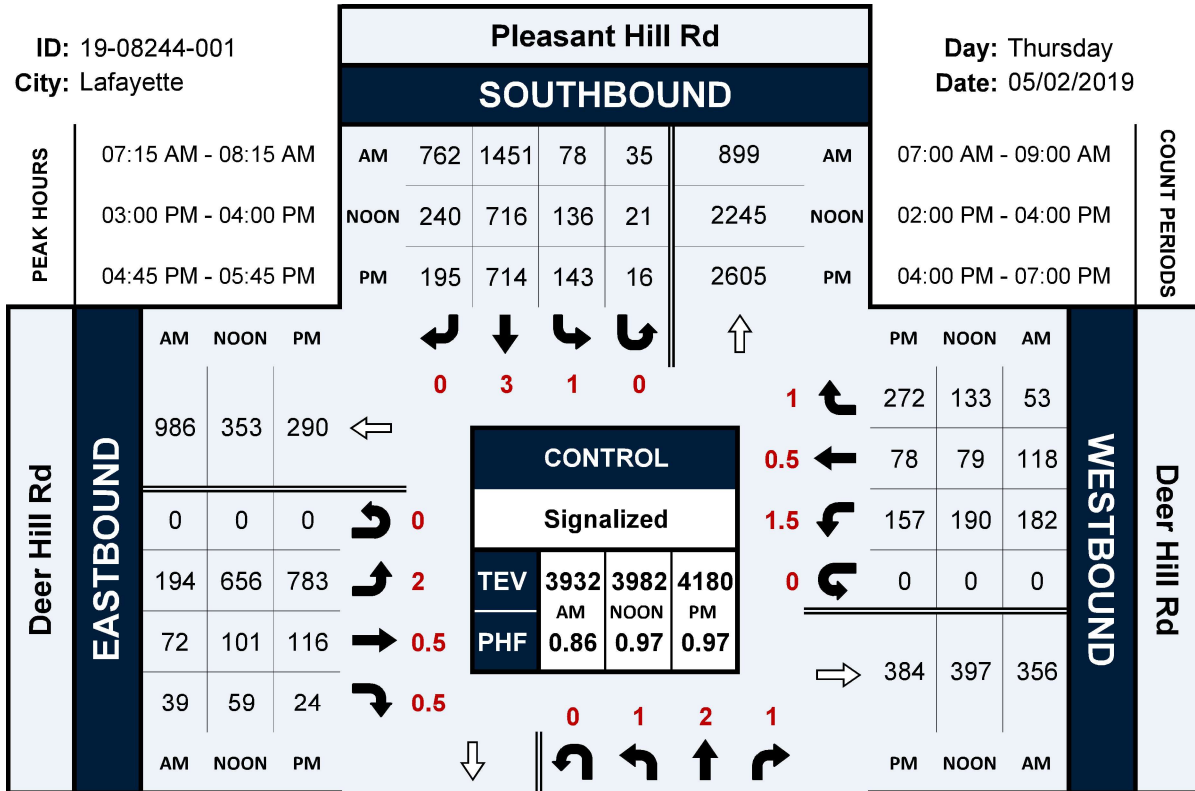 Pleasant Hill Rd
ID: 19-08244-001
City: Lafayette
Day: Thursday
Date: 05/02/2019
SOUTHBOUND
PEAK HOURS
07:15 AM - 08:15 AM
03:00 PM - 04:00 PM
04:45 PM - 05:45 PM
AM 762 1451 78 35 899 AM
NOON 240 716 136 21 2245 NOON
PM 195 714 143 16 2605 PM
07:00 AM - 09:00 AM
02:00 PM - 04:00 PM
04:00 PM - 07:00 PM
COUNT PERIODS
0 3 1 0
Deer Hill Rd
EASTBOUND
AM NOON PM
986 353 290
0 0 0 0
194 656 783 2
72 101 116 0.5
39 59 24 0.5
AM NOON PM
CONTROL
Signalized
TEV 3932 3982 4180
AM NOON PM
PHF 0.86 0.97 0.97
PM NOON AM
1 272 133 53
0.5 78 79 118
1.5 157 190 182
0 0 0 0
384 397 356
PM NOON AM
WESTBOUND
Deer Hill Rd
0 1 2 1